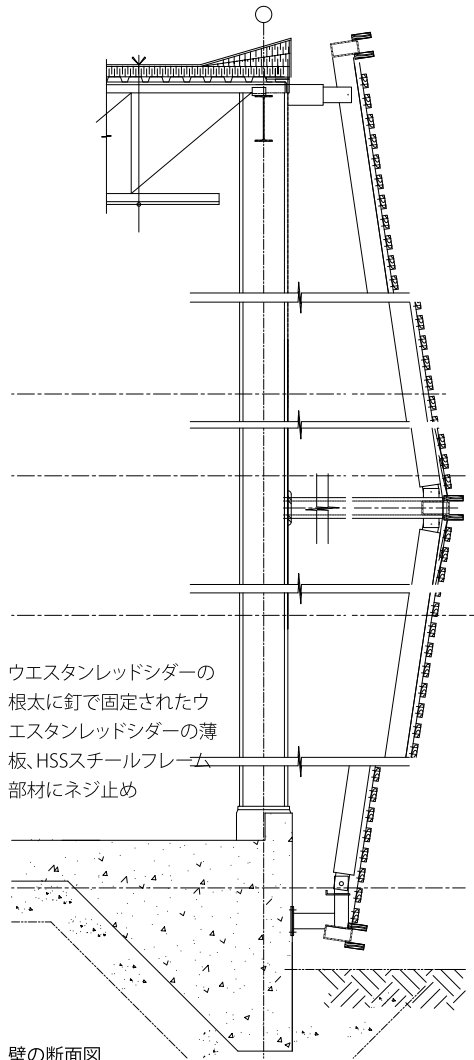 ウエスタンレッドシダーの
根太に釘で固定されたウ
エスタンレッドシダーの薄
板、HSSスチールフレーム
部材にネジ止め
壁の断面図